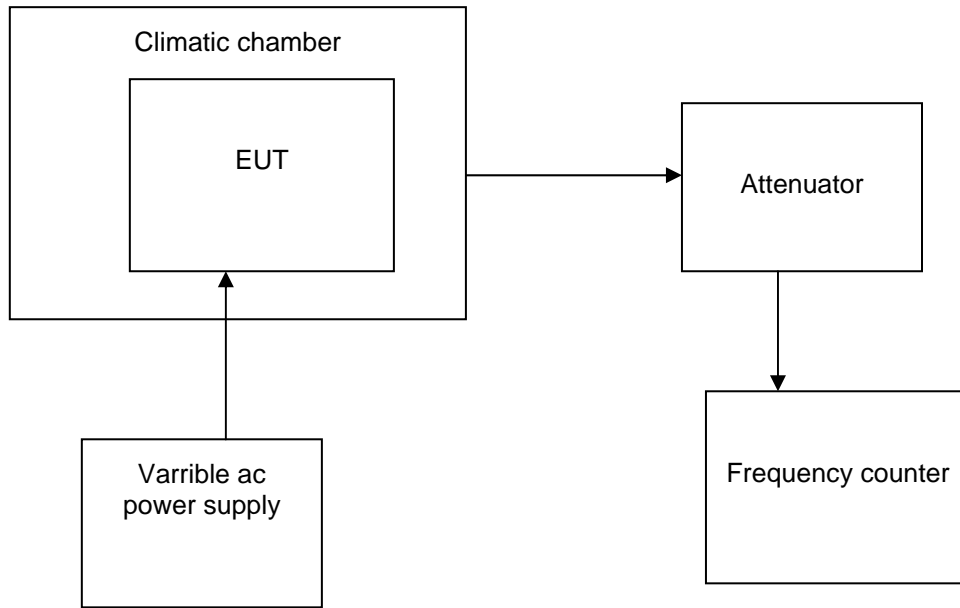 Climatic chamber
EUT
Attenuator
Varrible ac
power supply
Frequency counter